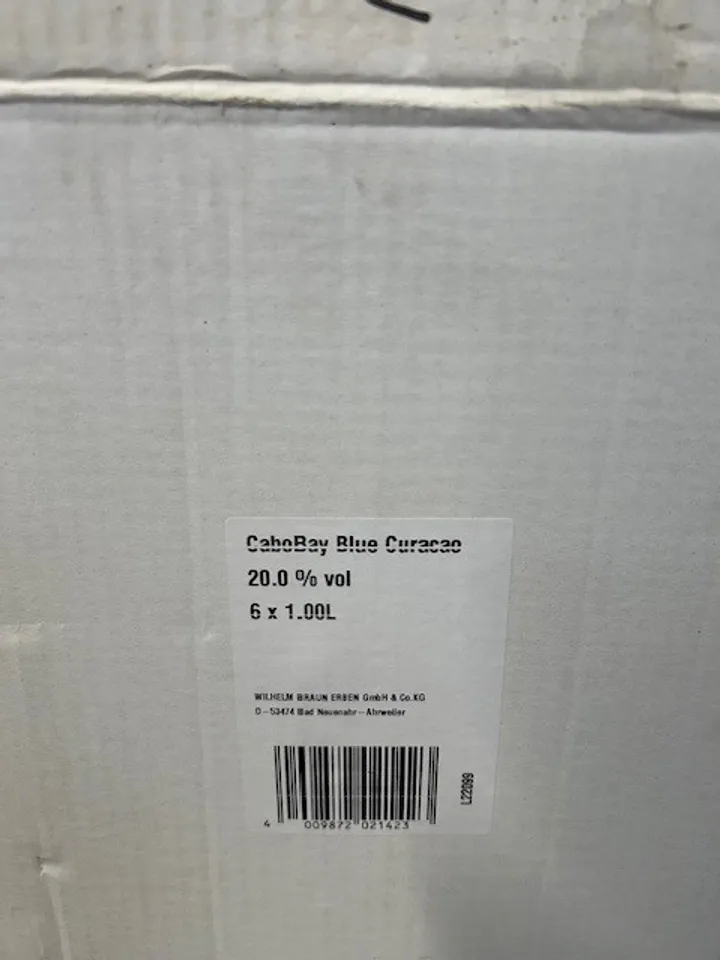 CaboBay Blue Curacao
20.0 % vol
6 x 1.00L
WILHELM BRAUN ERBEN GmbH & Co.KG
D-53474 Bad Neuenahr-Ahrweiler
L22099
4 009872 021423